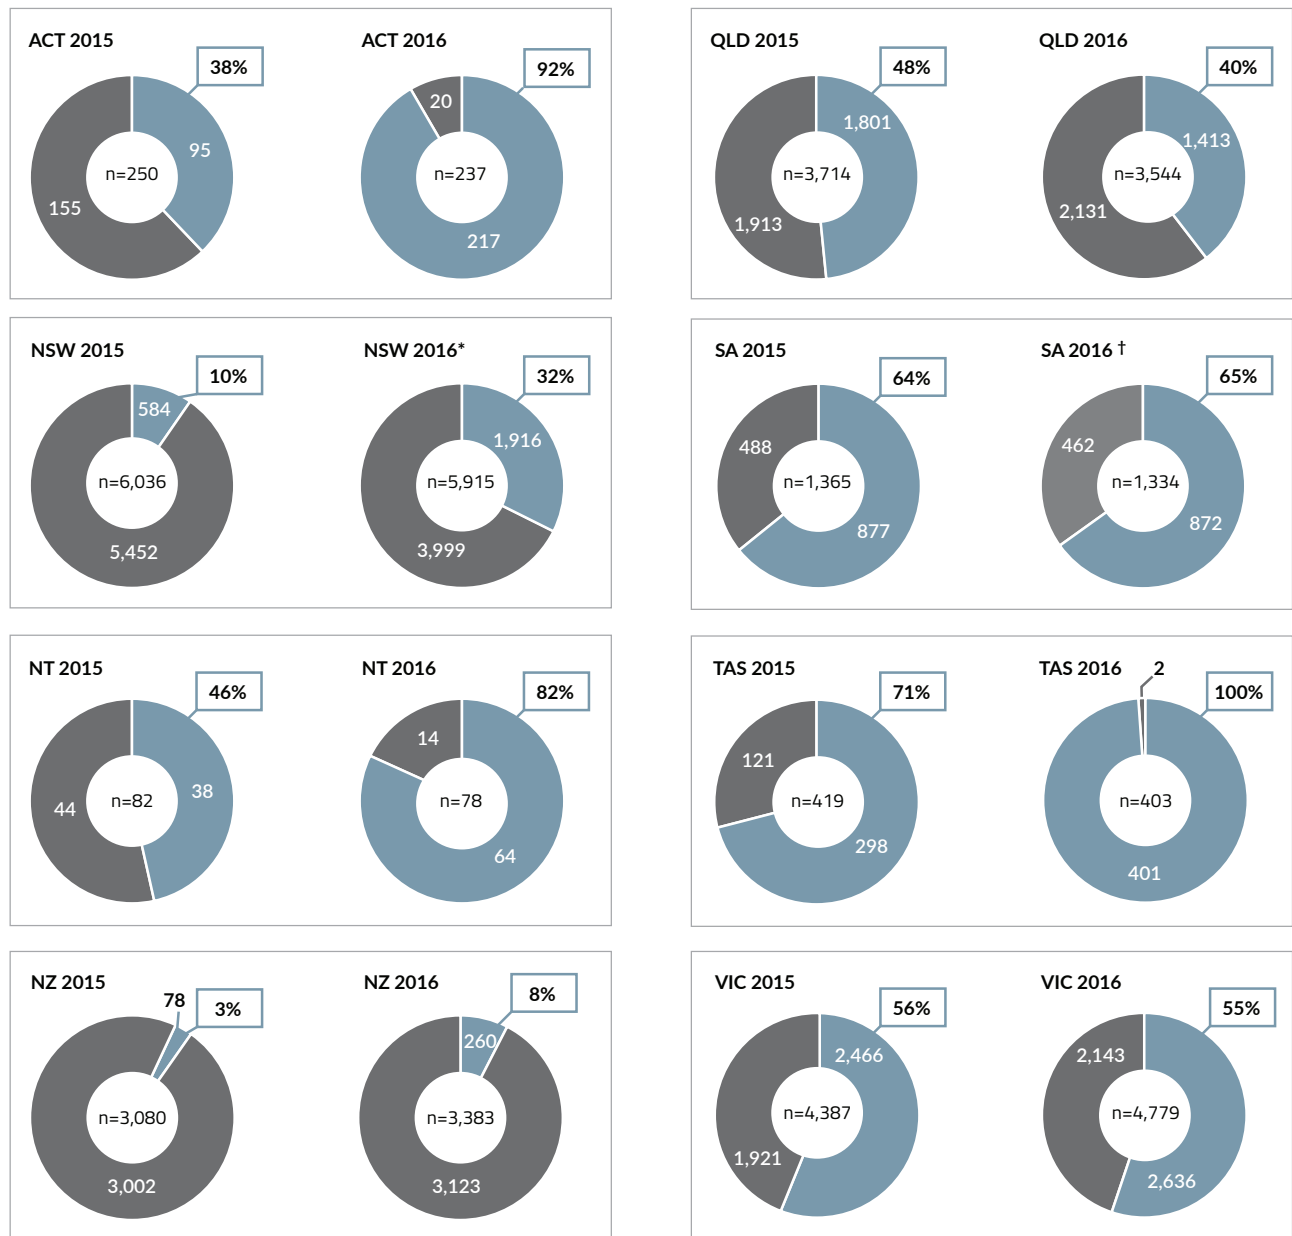 ACT 2015
38%
95
n=250
155
ACT 2016
92%
20
n=237
217
QLD 2015
48%
1,801
n=3,714
1,913
QLD 2016
40%
1,413
n=3,544
2,131
NSW 2015
10%
584
n=6,036
5,452
NSW 2016*
32%
1,916
n=5,915
3,999
SA 2015
64%
488
n=1,365
877
SA 2016 †
65%
462
n=1,334
872
NT 2015
46%
38
n=82
44
NT 2016
82%
14
n=78
64
TAS 2015
71%
121
n=419
298
TAS 2016
2
100%
n=403
401
NZ 2015
78
3%
n=3,080
3,002
NZ 2016
8%
260
n=3,383
3,123
VIC 2015
56%
2,466
n=4,387
1,921
VIC 2016
55%
2,143
n=4,779
2,636